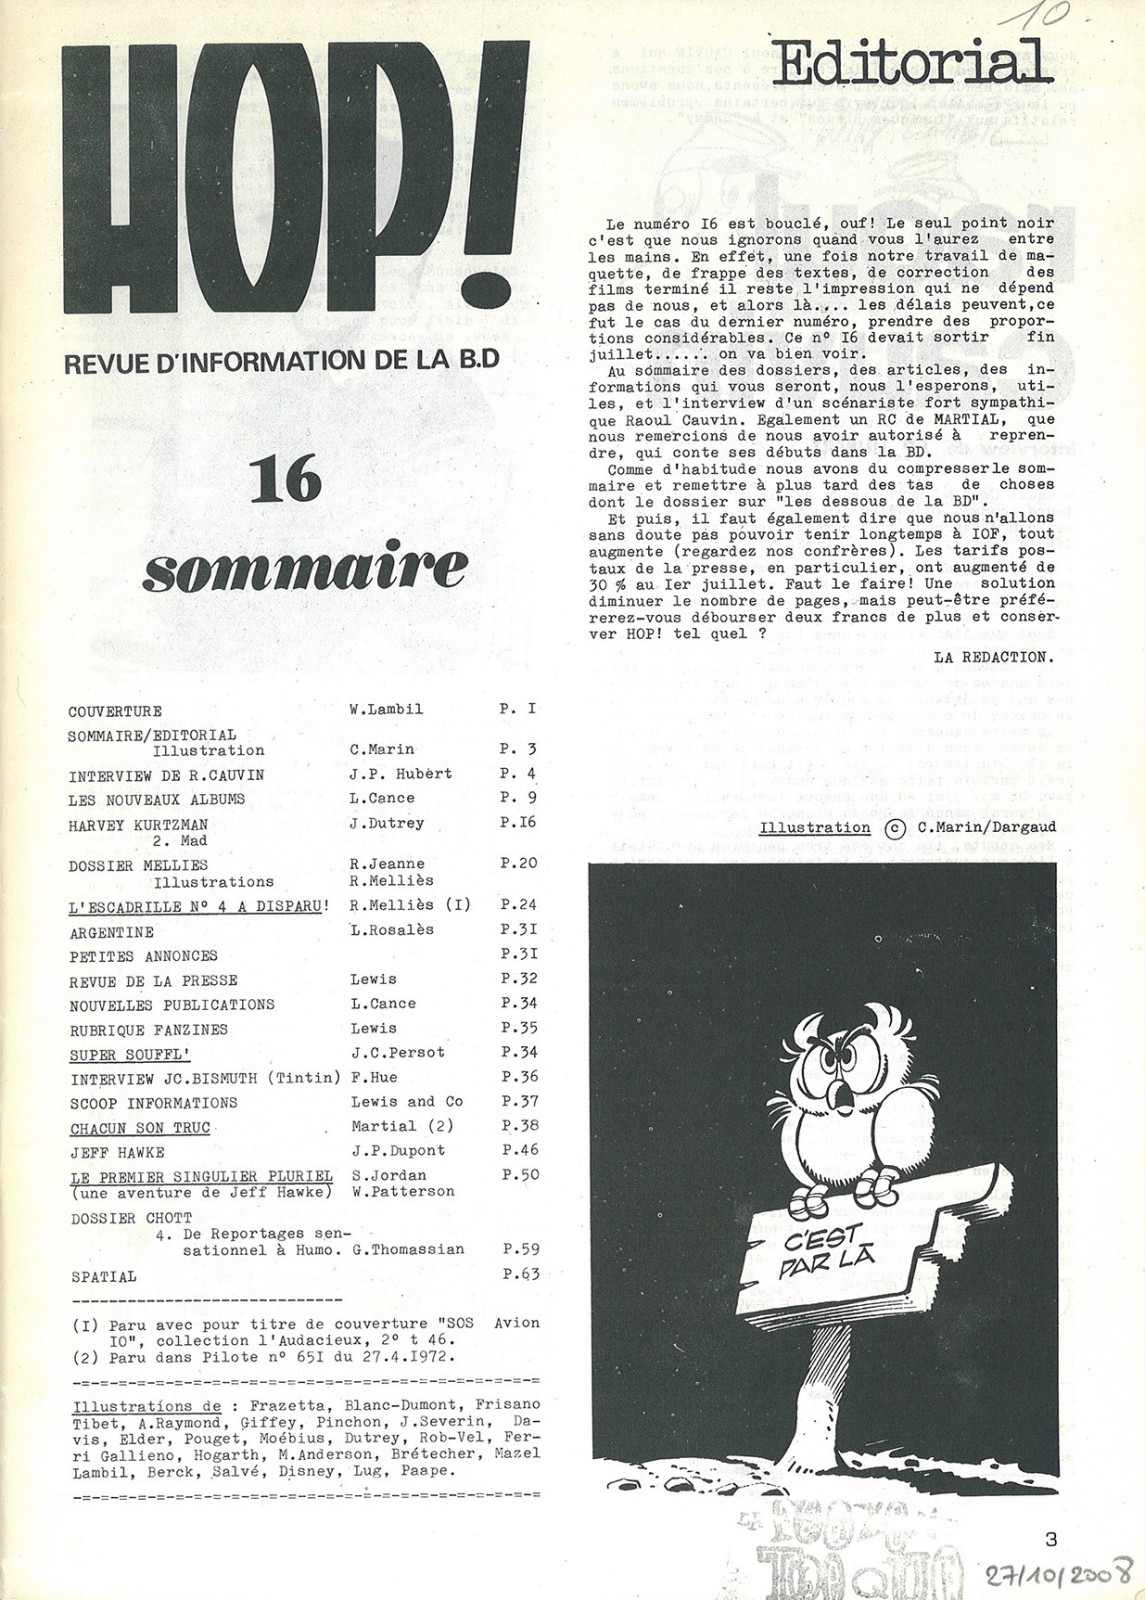 10.
HOP!
REVUE D'INFORMATION DE LA B.D
16
sommaire
COUVERTURE W.Lambil P. I
SOMMAIRE/EDITORIAL
Illustration C.Marin P. 3
INTERVIEW DE R.CAUVIN J.P. Hubert P. 4
LES NOUVEAUX ALBUMS L.Cance P. 9
HARVEY KURTZMAN J.Dutrey P.I6
2. Mad
DOSSIER MELLIES R.Jeanne P.20
Illustrations R.Melliès
L'ESCADRILLE N° 4 A DISPARU! R.Melliès (I) P.24
ARGENTINE L.Rosalès P.3I
PETITES ANNONCES P.3I
REVUE DE LA PRESSE Lewis P.32
NOUVELLES PUBLICATIONS L.Cance P.34
RUBRIQUE FANZINES Lewis P.35
SUPER SOUFFL' J.C.Persot P.34
INTERVIEW JC.BISMUTH (Tintin) F.Hue P.36
SCOOP INFORMATIONS Lewis and Co P.37
CHACUN SON TRUC Martial (2) P.38
JEFF HAWKE J.P.Dupont P.46
LE PREMIER SINGULIER PLURIEL S.Jordan P.50
(une aventure de Jeff Hawke) W.Patterson
DOSSIER CHOTT
4. De Reportages sen-
sationnel à Humo. G.Thomassian P.59
SPATIAL P.63
(I) Paru avec pour titre de couverture "SOS Avion
IO", collection l'Audacieux, 2° t 46.
(2) Paru dans Pilote n° 65I du 27.4.I972.
Illustrations de : Frazetta, Blanc-Dumont, Frisano
Tibet, A.Raymond, Giffey, Pinchon, J.Severin, Da-
vis, Elder, Pouget, Moébius, Dutrey, Rob-Vel, Fer-
ri Gallieno, Hogarth, M.Anderson, Brétecher, Mazel
Lambil, Berck, Salvé, Disney, Lug, Paape.
Editorial
Le numéro I6 est bouclé, ouf! Le seul point noir
c'est que nous ignorons quand vous l'aurez entre
les mains. En effet, une fois notre travail de ma-
quette, de frappe des textes, de correction des
films terminé il reste l'impression qui ne dépend
pas de nous, et alors là.... les délais peuvent,ce
fut le cas du dernier numéro, prendre des propor-
tions considérables. Ce n° I6 devait sortir fin
juillet...... on va bien voir.
Au sommaire des dossiers, des articles, des in-
formations qui vous seront, nous l'esperons, uti-
les, et l'interview d'un scénariste fort sympathi-
que Raoul Cauvin. Egalement un RC de MARTIAL, que
nous remercions de nous avoir autorisé à repren-
dre, qui conte ses débuts dans la BD.
Comme d'habitude nous avons du compresser le som-
maire et remettre à plus tard des tas de choses
dont le dossier sur "les dessous de la BD".
Et puis, il faut également dire que nous n'allons
sans doute pas pouvoir tenir longtemps à IOF, tout
augmente (regardez nos confrères). Les tarifs pos-
taux de la presse, en particulier, ont augmenté de
30 % au Ier juillet. Faut le faire! Une solution
diminuer le nombre de pages, mais peut-être préfé-
rerez-vous débourser deux francs de plus et conser-
ver HOP! tel quel ?
LA REDACTION.
Illustration © C.Marin/Dargaud
C'EST
PAR LÀ
3
27/10/2008